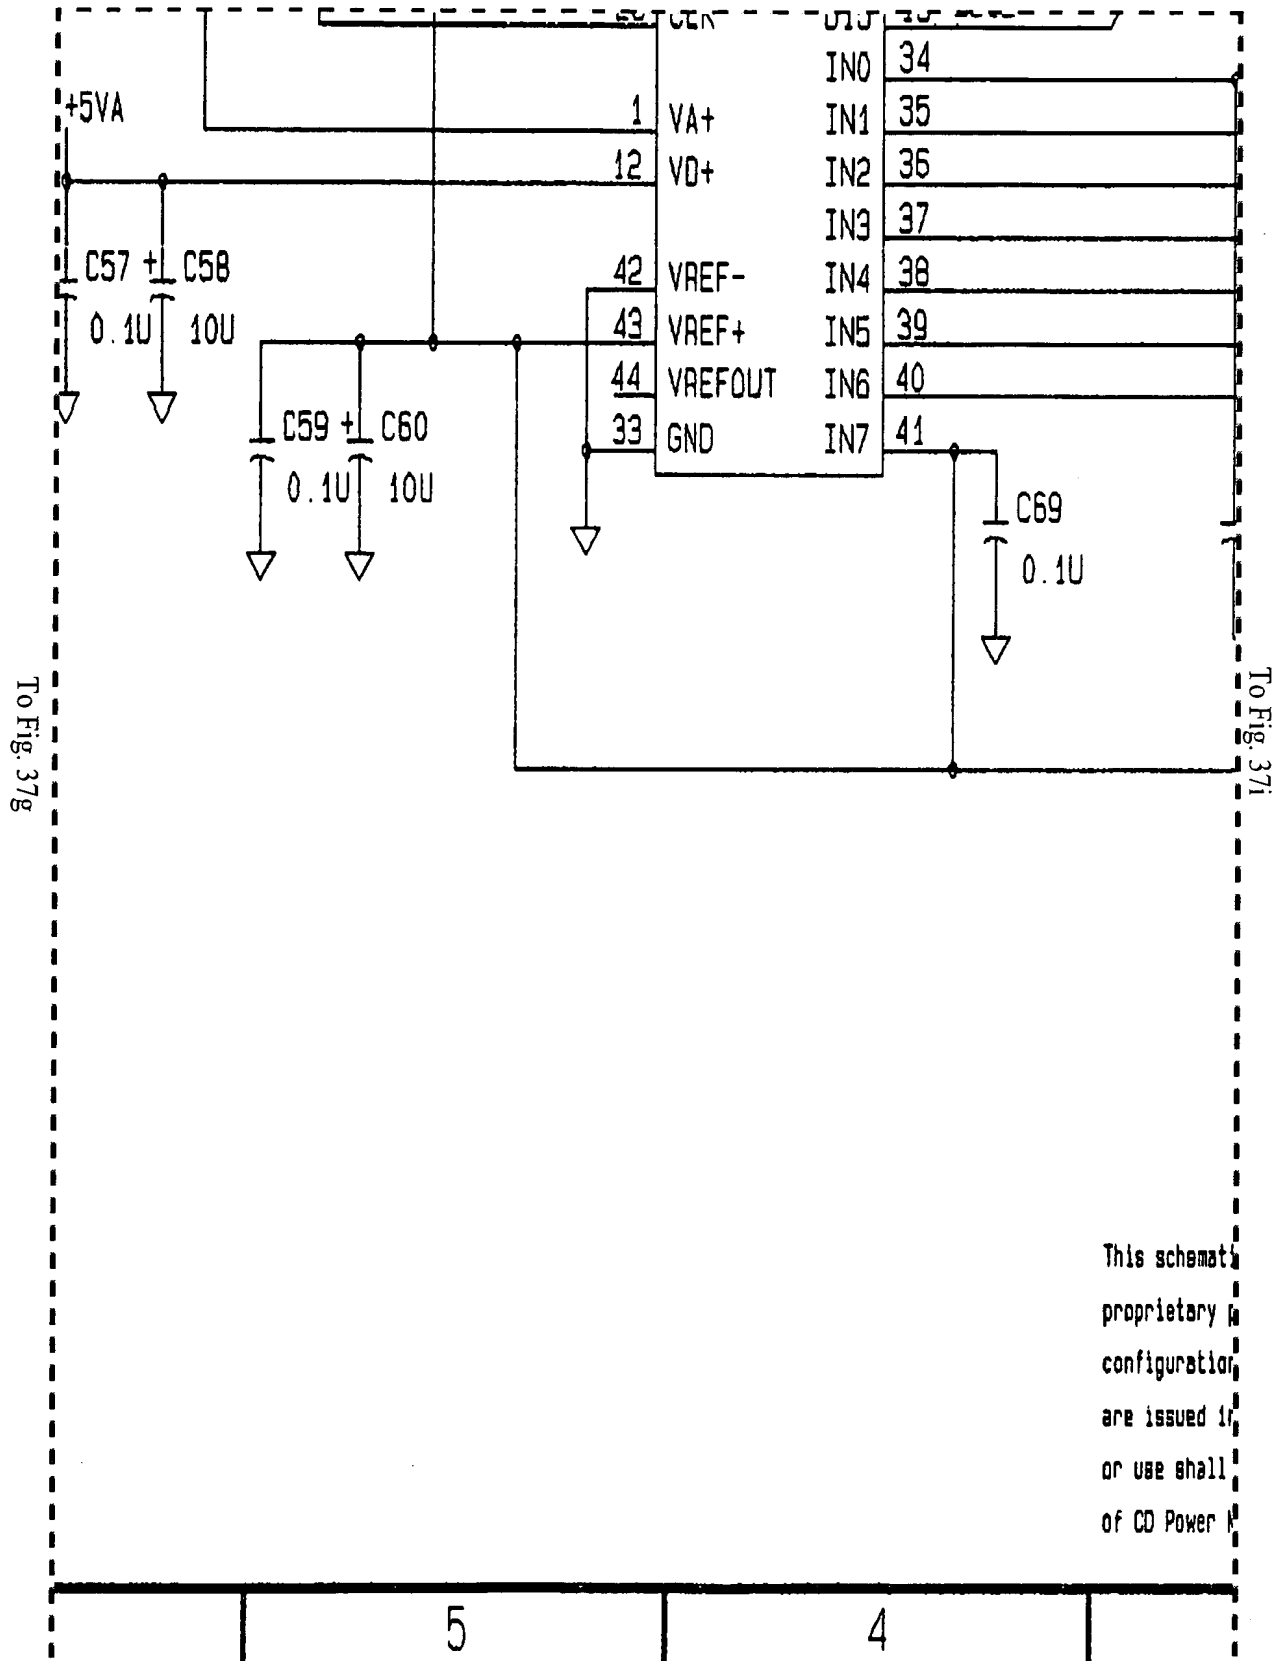 CLK
IN0 34
+5VA
1 VA+ IN1 35
12 VD+ IN2 36
IN3 37
C57 + C58
42 VREF- IN4 38
0.1U 10U
43 VREF+ IN5 39
44 VREFOUT IN6 40
C59 + C60
33 GND IN7 41
0.1U 10U
C69
0.1U
To Fig. 37g
To Fig. 37i
This schemati
proprietary p
configuration
are issued in
or use shall
of CD Power
5 4